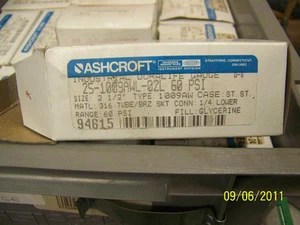 ASHCROFT
INSTRUMENT DIVISION
STRATFORD, CONNECTICUT
INDUSTRIAL DURALIFE GAUGE
25-1009AWL-02L 60 PSI
SIZE: 2 1/2" TYPE 1009AW CASE: ST.ST.
MATL: 316 TUBE/BRZ SKT CONN 1/4 LOWER
RANGE: 60 PSI FILL: GLYCERINE
94615
09/06/2011